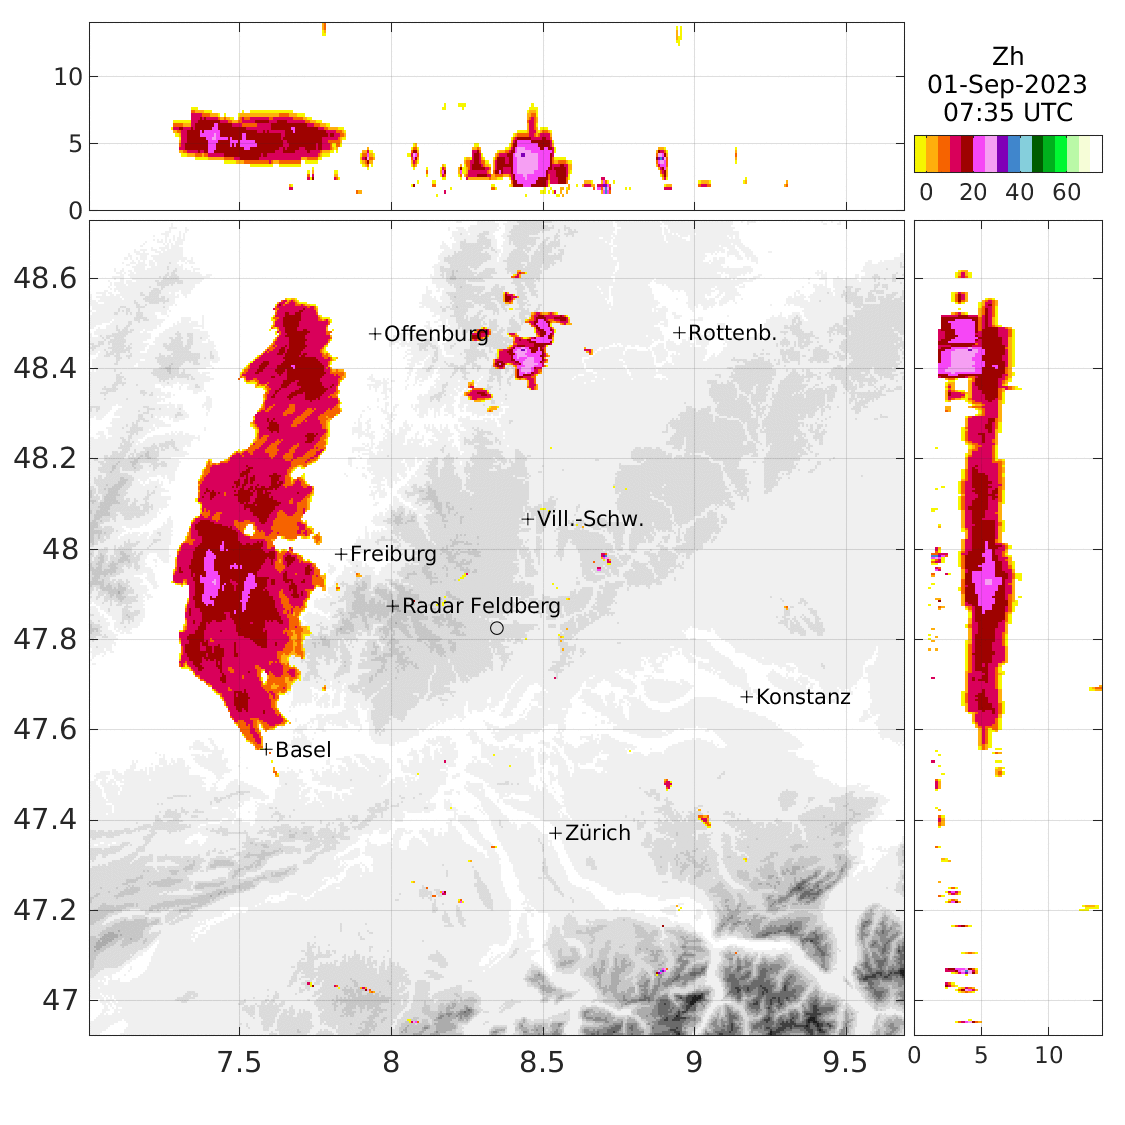 10
5
0
Zh
01-Sep-2023
07:35 UTC
0 20 40 60
48.6
48.4
48.2
48
47.8
47.6
47.4
47.2
47
+Offenburg
+Rottenb.
+Vill.-Schw.
+Freiburg
+Radar Feldberg
+Konstanz
+Basel
+Zürich
7.5 8 8.5 9 9.5
0 5 10